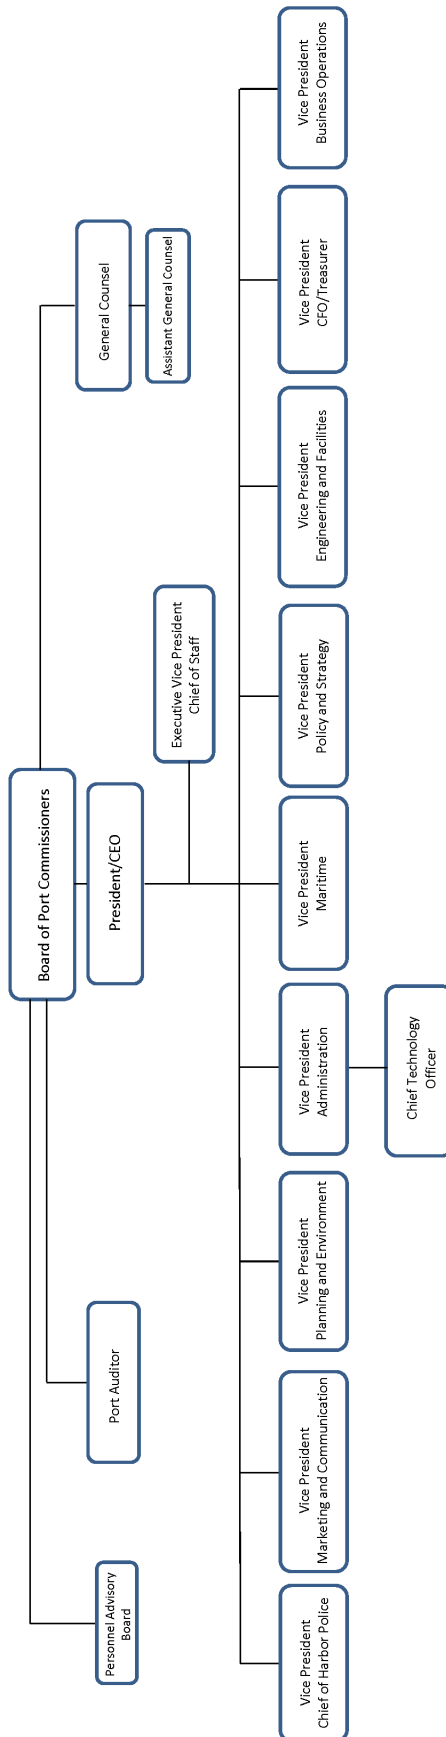 Board of Port Commissioners
President/CEO
Personnel Advisory
Board
Port Auditor
General Counsel
Assistant General Counsel
Executive Vice President
Chief of Staff
Vice President
Chief of Harbor Police
Vice President
Marketing and Communication
Vice President
Planning and Environment
Vice President
Administration
Vice President
Maritime
Vice President
Policy and Strategy
Vice President
Engineering and Facilities
Vice President
CFO/Treasurer
Vice President
Business Operations
Chief Technology
Officer